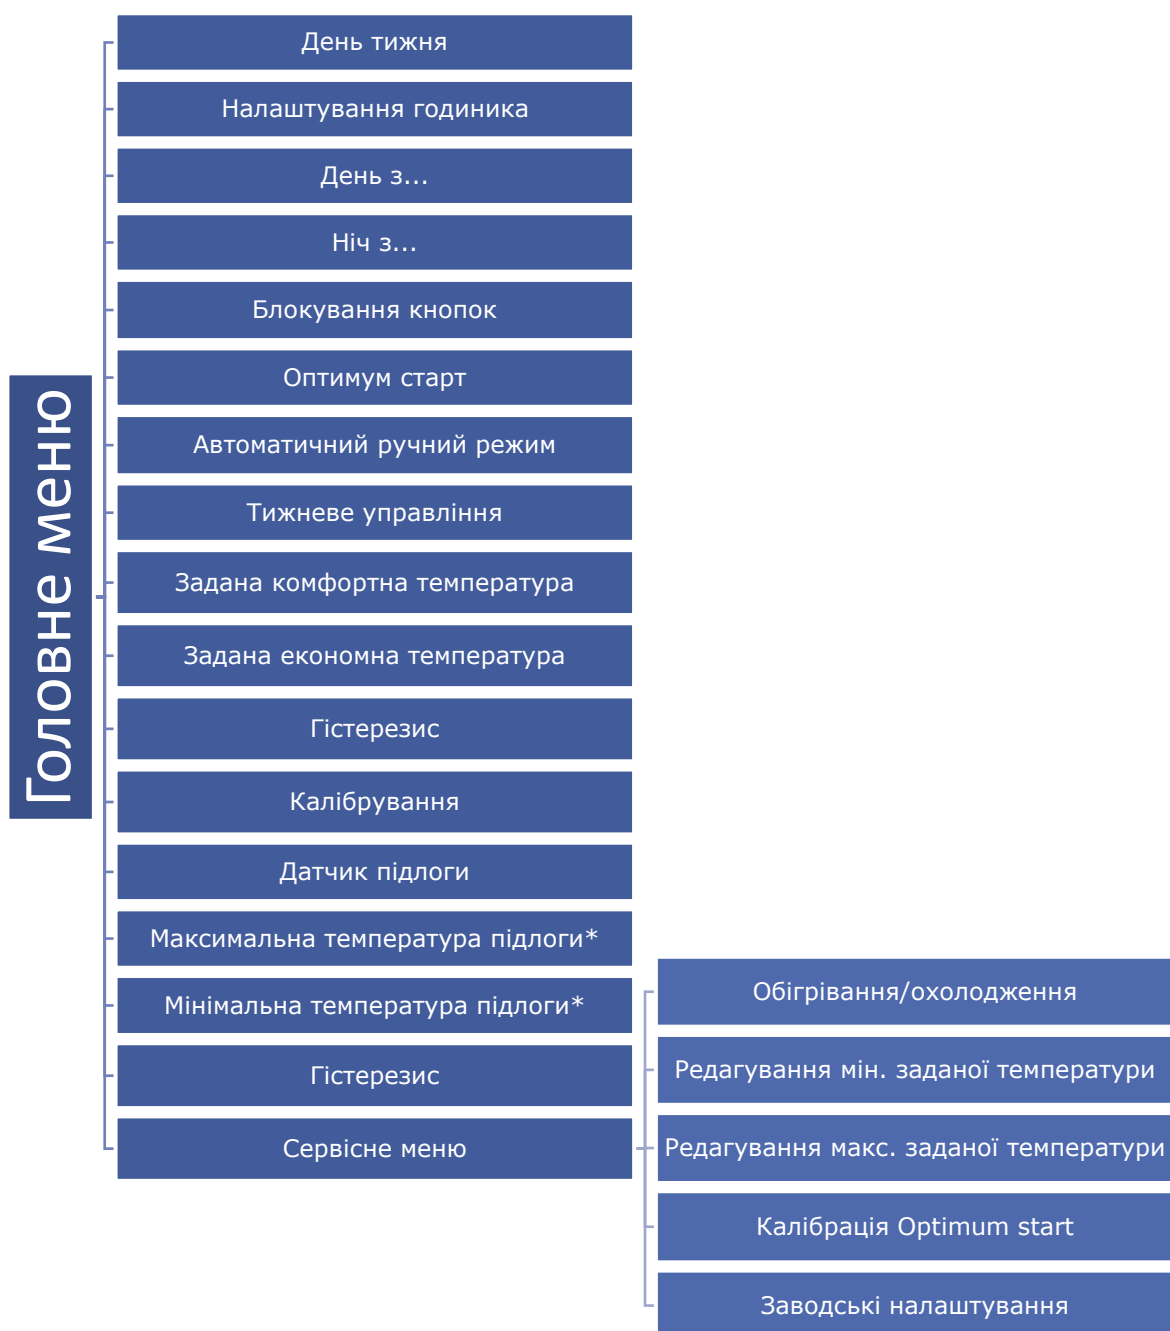 Головне меню
День тижня
Налаштування годиника
День з...
Ніч з...
Блокування кнопок
Оптимум старт
Автоматичний ручний режим
Тижневе управління
Задана комфортна температура
Задана економна температура
Гістерезис
Калібрування
Датчик підлоги
Максимальна температура підлоги*
Мінімальна температура підлоги*
Гістерезис
Сервісне меню
Обігрівання/охолодження
Редагування мін. заданої температури
Редагування макс. заданої температури
Калібрація Optimum start
Заводські налаштування